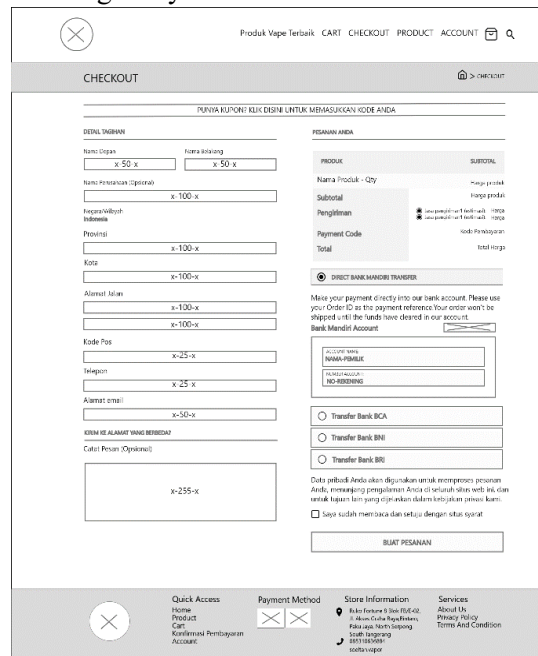 Produk Vape Terbaik CART CHECKOUT PRODUCT ACCOUNT
CHECKOUT
> CHECKOUT
PUNYA KUPON? KLIK DISINI UNTUK MEMASUKKAN KODE ANDA
DETAIL TAGIHAN
Nama Depan
Nama Belakang
x-50-x
x-50-x
Nama Perusahaan (Opsional)
x-100-x
Negara/Wilayah
Indonesia
Provinsi
x-100-x
Kota
x-100-x
Alamat Jalan
x-100-x
x-100-x
Kode Pos
x-25-x
Telepon
x-25-x
Alamat email
x-50-x
KIRIM KE ALAMAT YANG BERBEDA?
Catat Pesan (Opsional)
x-255-x
PESANAN ANDA
PRODUK SUBTOTAL
Nama Produk - Qty Harga produk
Subtotal Harga produk
Pengiriman
Harga
Harga
Payment Code Kode Pembayaran
Total Total Harga
DIRECT BANK MANDIRI TRANSFER
Make your payment directly into our bank account. Please use
your Order ID as the payment reference.Your order won't be
shipped until the funds have cleared in our account.
Bank Mandiri Account
ACCOUNT NAME
NAMA-PEMILIK
NO-REKENING
Transfer Bank BCA
Transfer Bank BNI
Transfer Bank BRI
Data pribadi Anda akan digunakan untuk memproses pesanan
Anda, menunjang pengalaman Anda di seluruh situs web ini, dan
untuk tujuan lain yang dijelaskan dalam kebijakan privasi kami.
Saya sudah membaca dan setuju dengan situs syarat
BUAT PESANAN
Quick Access
Home
Product
Cart
Konfirmasi Pembayaran
Account
Payment Method
Store Information
South Tangerang
Services
About Us
Privacy Policy
Terms And Condition